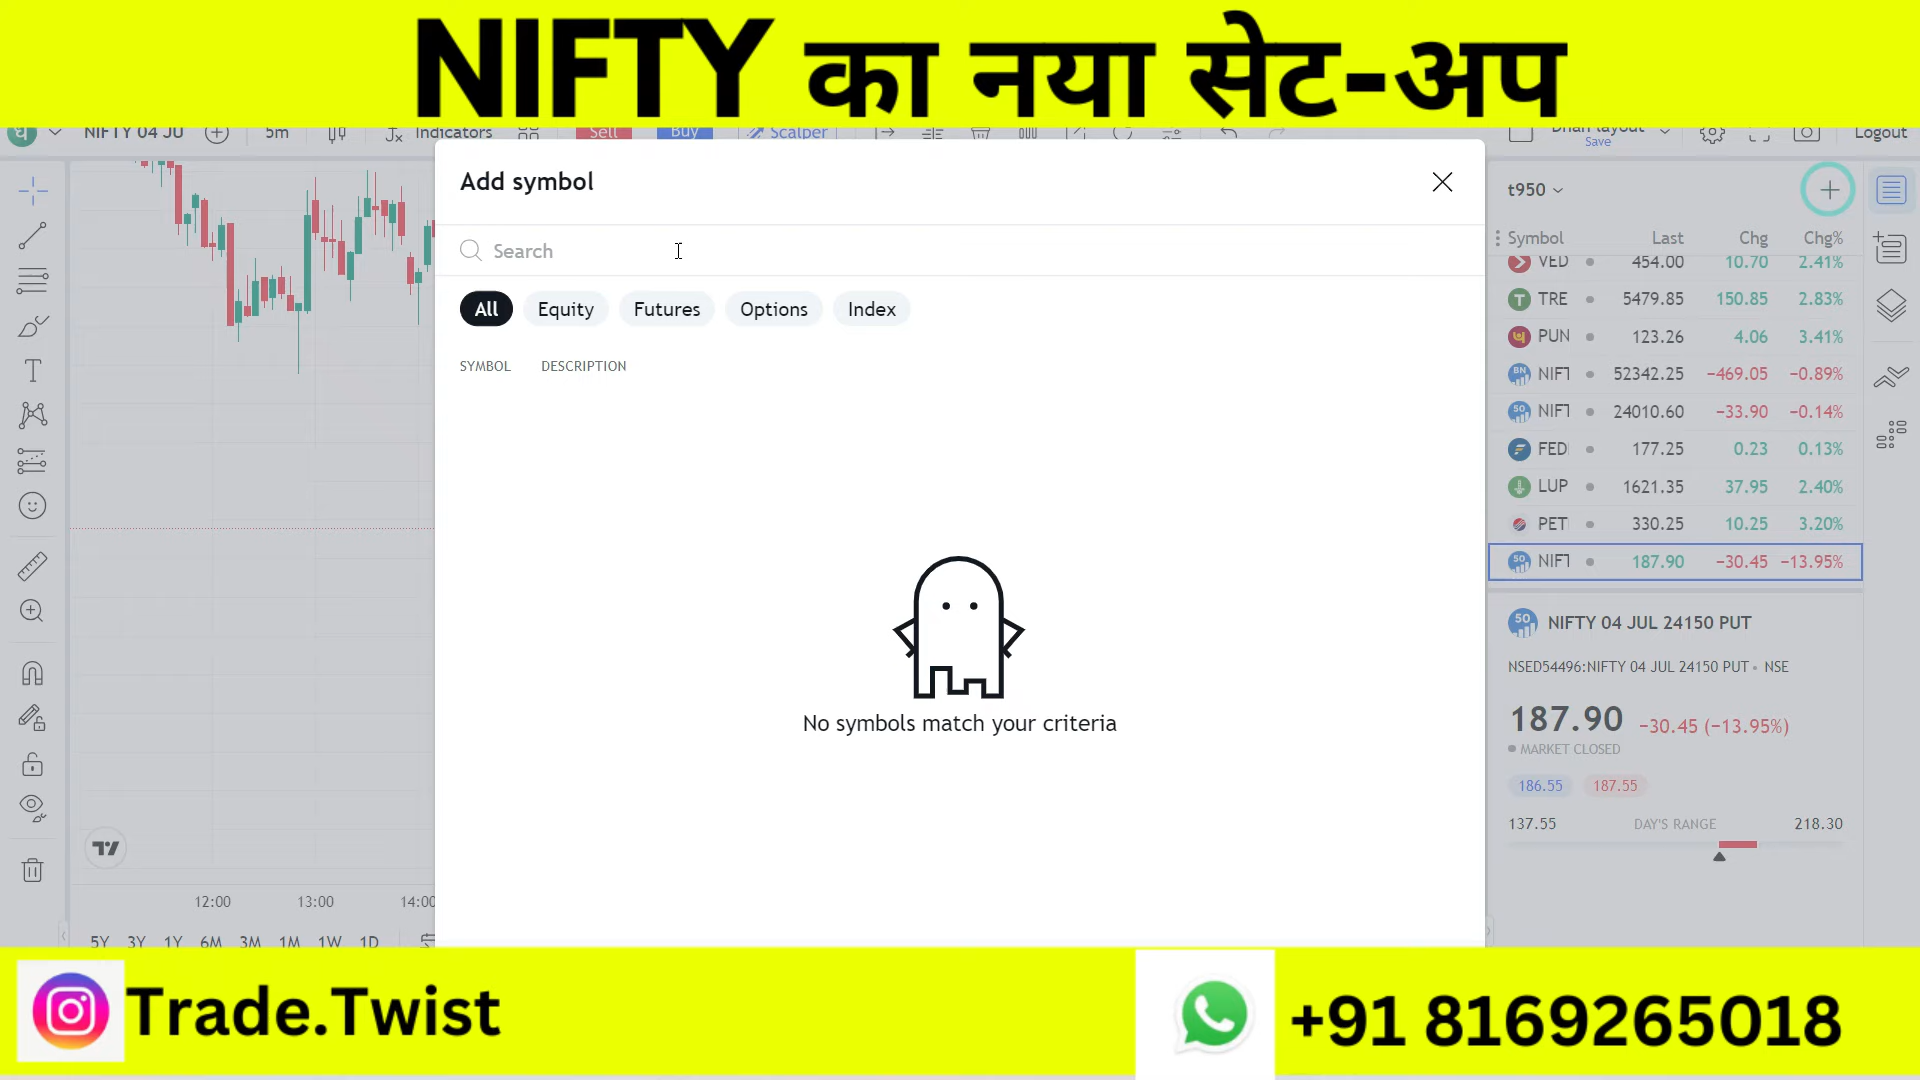 NIFTY का नया सेट-अप
NIFTY 04 JU
5m
Indicators
Sell
Buy
Scalper
Dhan layout
Save
Logout
Add symbol
Search
All
Equity
Futures
Options
Index
SYMBOL DESCRIPTION
No symbols match your criteria
t950
Symbol Last Chg Chg%
VED 454.00 10.70 2.41%
TRE 5479.85 150.85 2.83%
PUN 123.26 4.06 3.41%
NIFT 52342.25 −469.05 −0.89%
NIFT 24010.60 −33.90 −0.14%
FED 177.25 0.23 0.13%
LUP 1621.35 37.95 2.40%
PET 330.25 10.25 3.20%
NIFT 187.90 −30.45 −13.95%
NIFTY 04 JUL 24150 PUT
NSED54496:NIFTY 04 JUL 24150 PUT • NSE
187.90 −30.45 (−13.95%)
MARKET CLOSED
186.55 187.55
137.55 DAY'S RANGE 218.30
12:00 13:00 14:00
5Y 3Y 1Y 6M 3M 1M 1W 1D
Trade.Twist
+91 8169265018